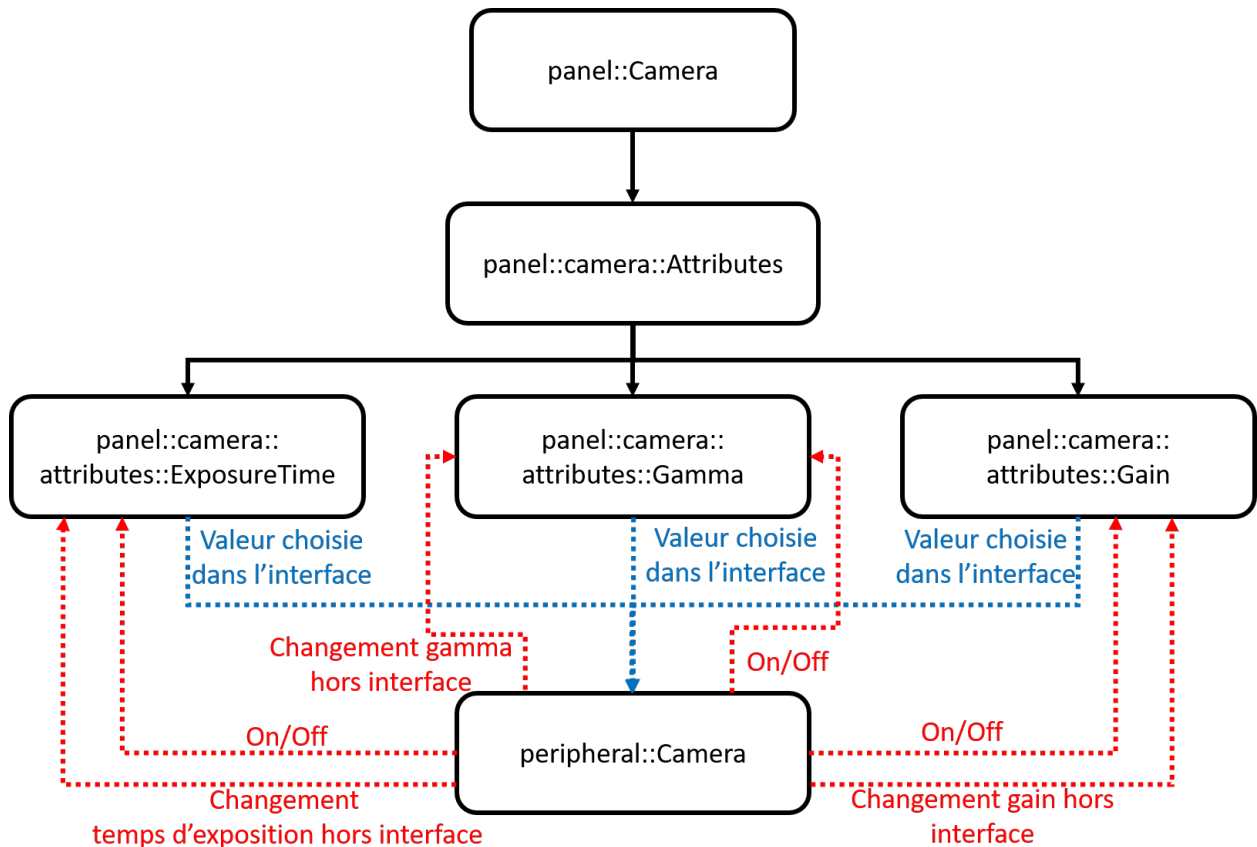 panel::Camera
panel::camera::Attributes
panel::camera::
attributes::ExposureTime
panel::camera::
attributes::Gamma
panel::camera::
attributes::Gain
Valeur choisie
dans l’interface
Valeur choisie
dans l’interface
Valeur choisie
dans l’interface
Changement gamma
hors interface
On/Off
On/Off
peripheral::Camera
On/Off
Changement
temps d’exposition hors interface
Changement gain hors
interface